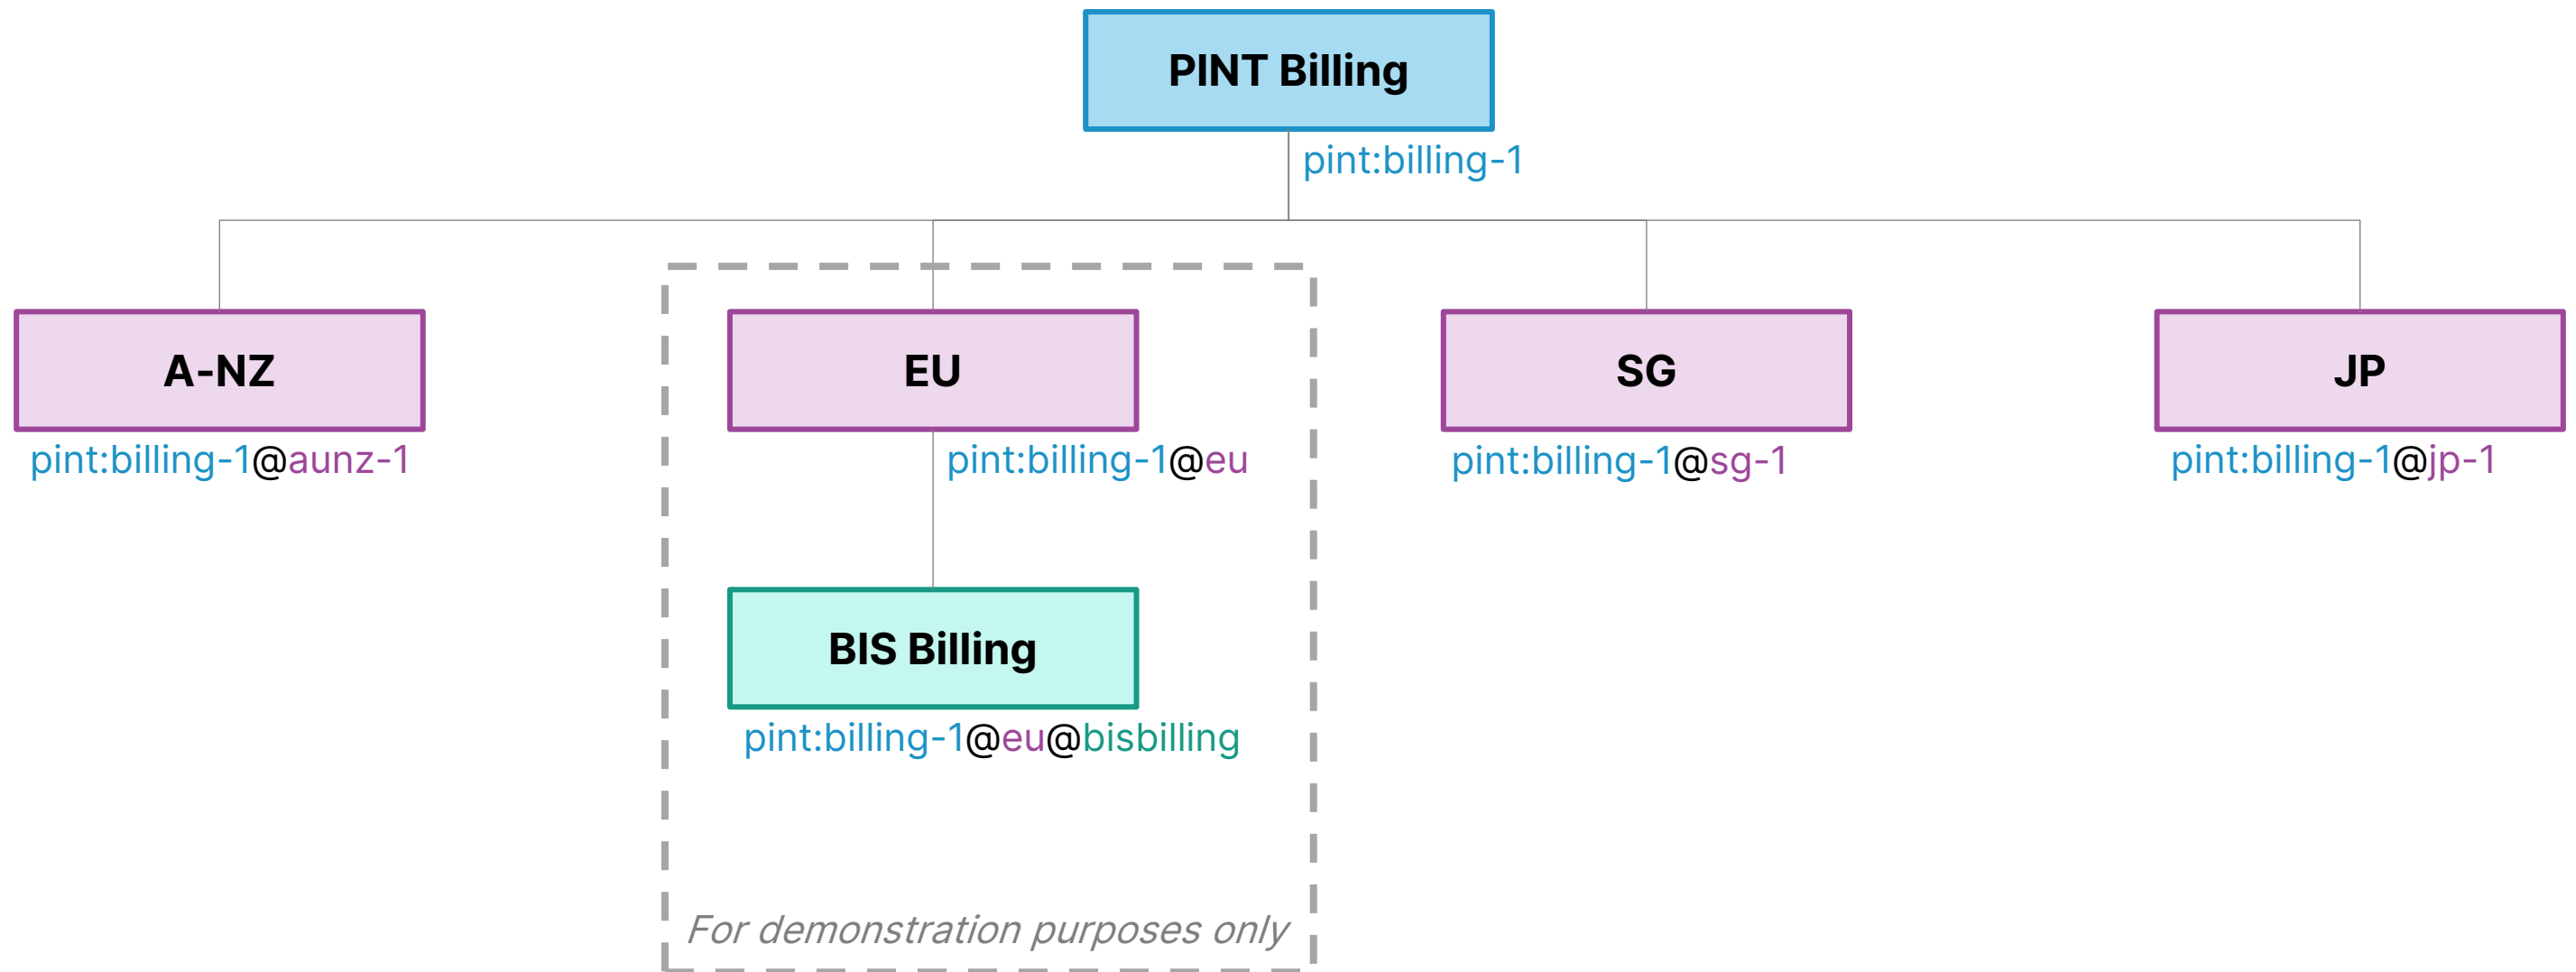 PINT Billing
pint:billing-1
A-NZ
EU
SG
JP
pint:billing-1@aunz-1
pint:billing-1@eu
pint:billing-1@sg-1
pint:billing-1@jp-1
BIS Billing
pint:billing-1@eu@bisbilling
For demonstration purposes only